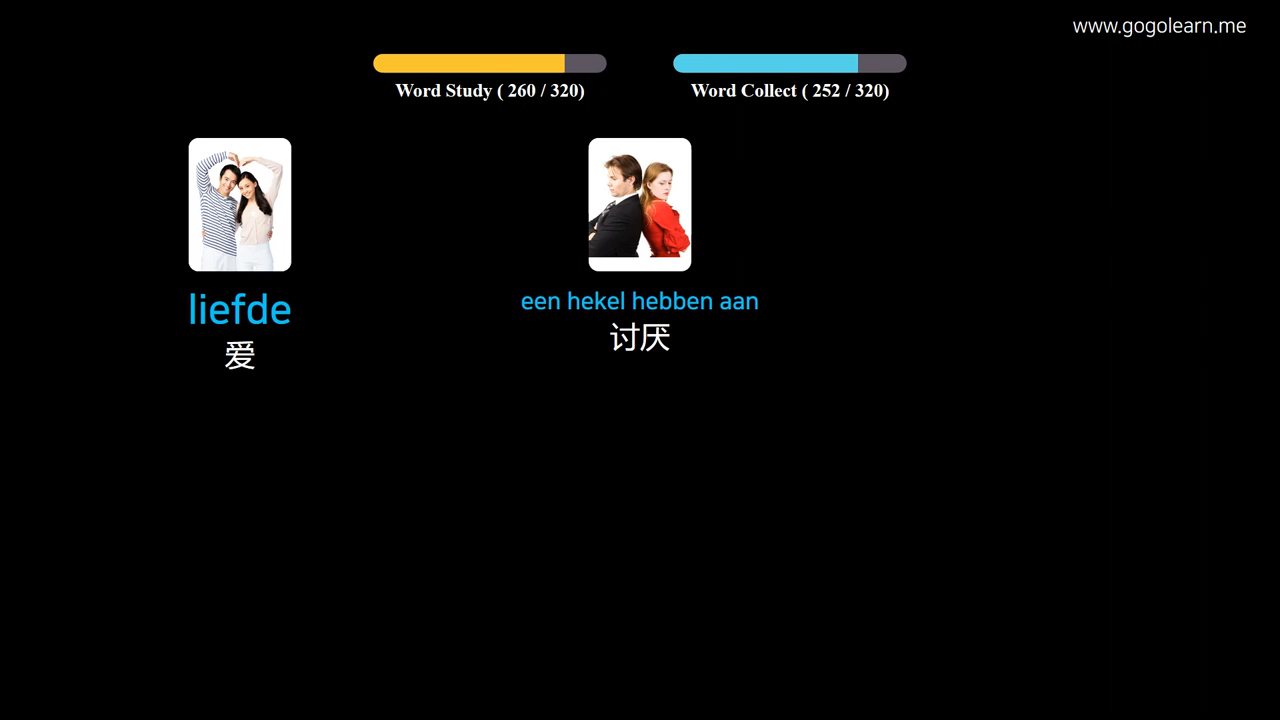 www.gogolearn.me
Word Study ( 260 / 320)
Word Collect ( 252 / 320)
liefde
爱
een hekel hebben aan
讨厌